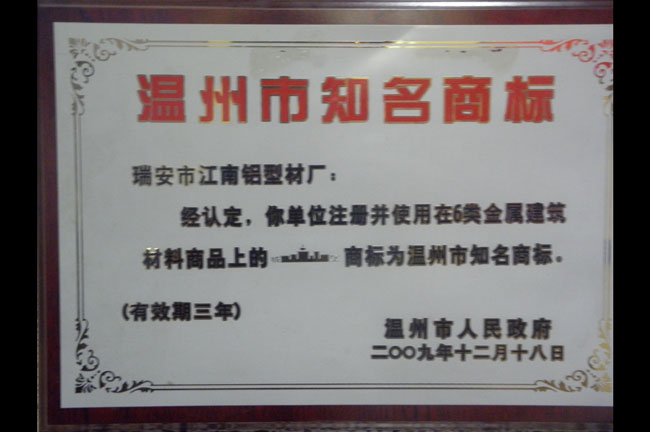 温州市知名商标
瑞安市江南铝型材厂：
经认定，你单位注册并使用在6类金属建筑
材料商品上的 商标为温州市知名商标。
(有效期三年)
温州市人民政府
二〇〇九年十二月十八日